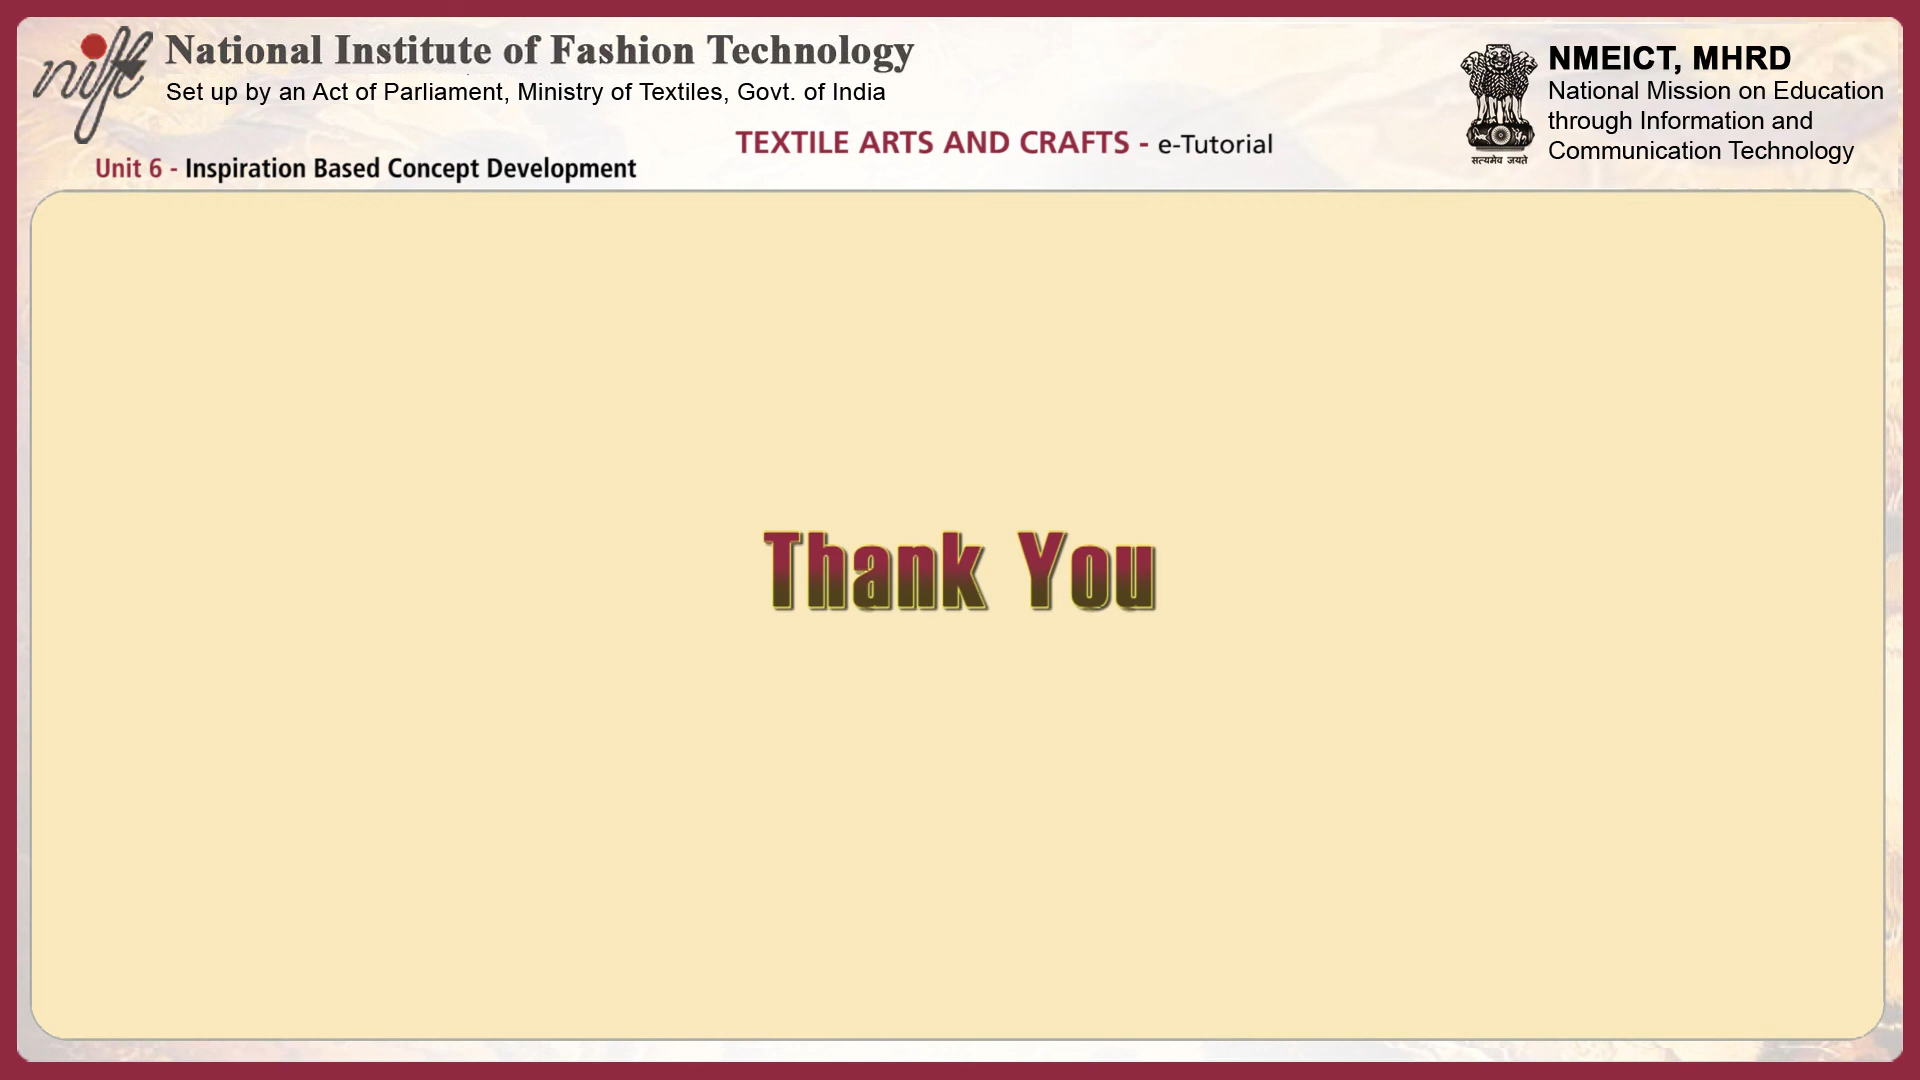 nift
National Institute of Fashion Technology
Set up by an Act of Parliament, Ministry of Textiles, Govt. of India
TEXTILE ARTS AND CRAFTS - e-Tutorial
Unit 6 - Inspiration Based Concept Development
सत्यमेव जयते
NMEICT, MHRD
National Mission on Education
through Information and
Communication Technology
Thank You